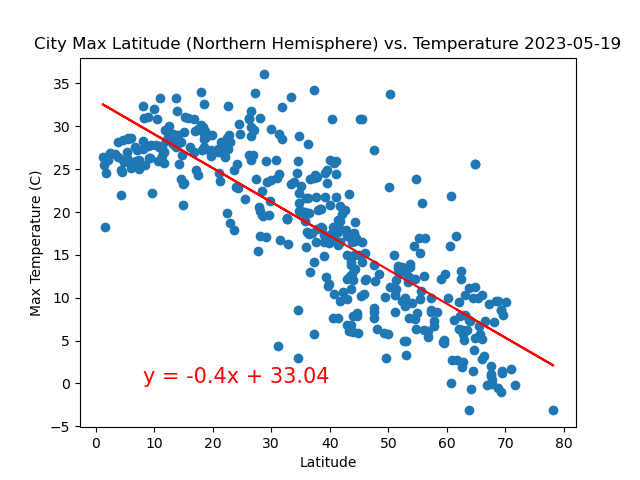 City Max Latitude (Northern Hemisphere) vs. Temperature 2023-05-19
35
30
25
20
15
10
5
0
−5
Max Temperature (C)
y = -0.4x + 33.04
0 10 20 30 40 50 60 70 80
Latitude